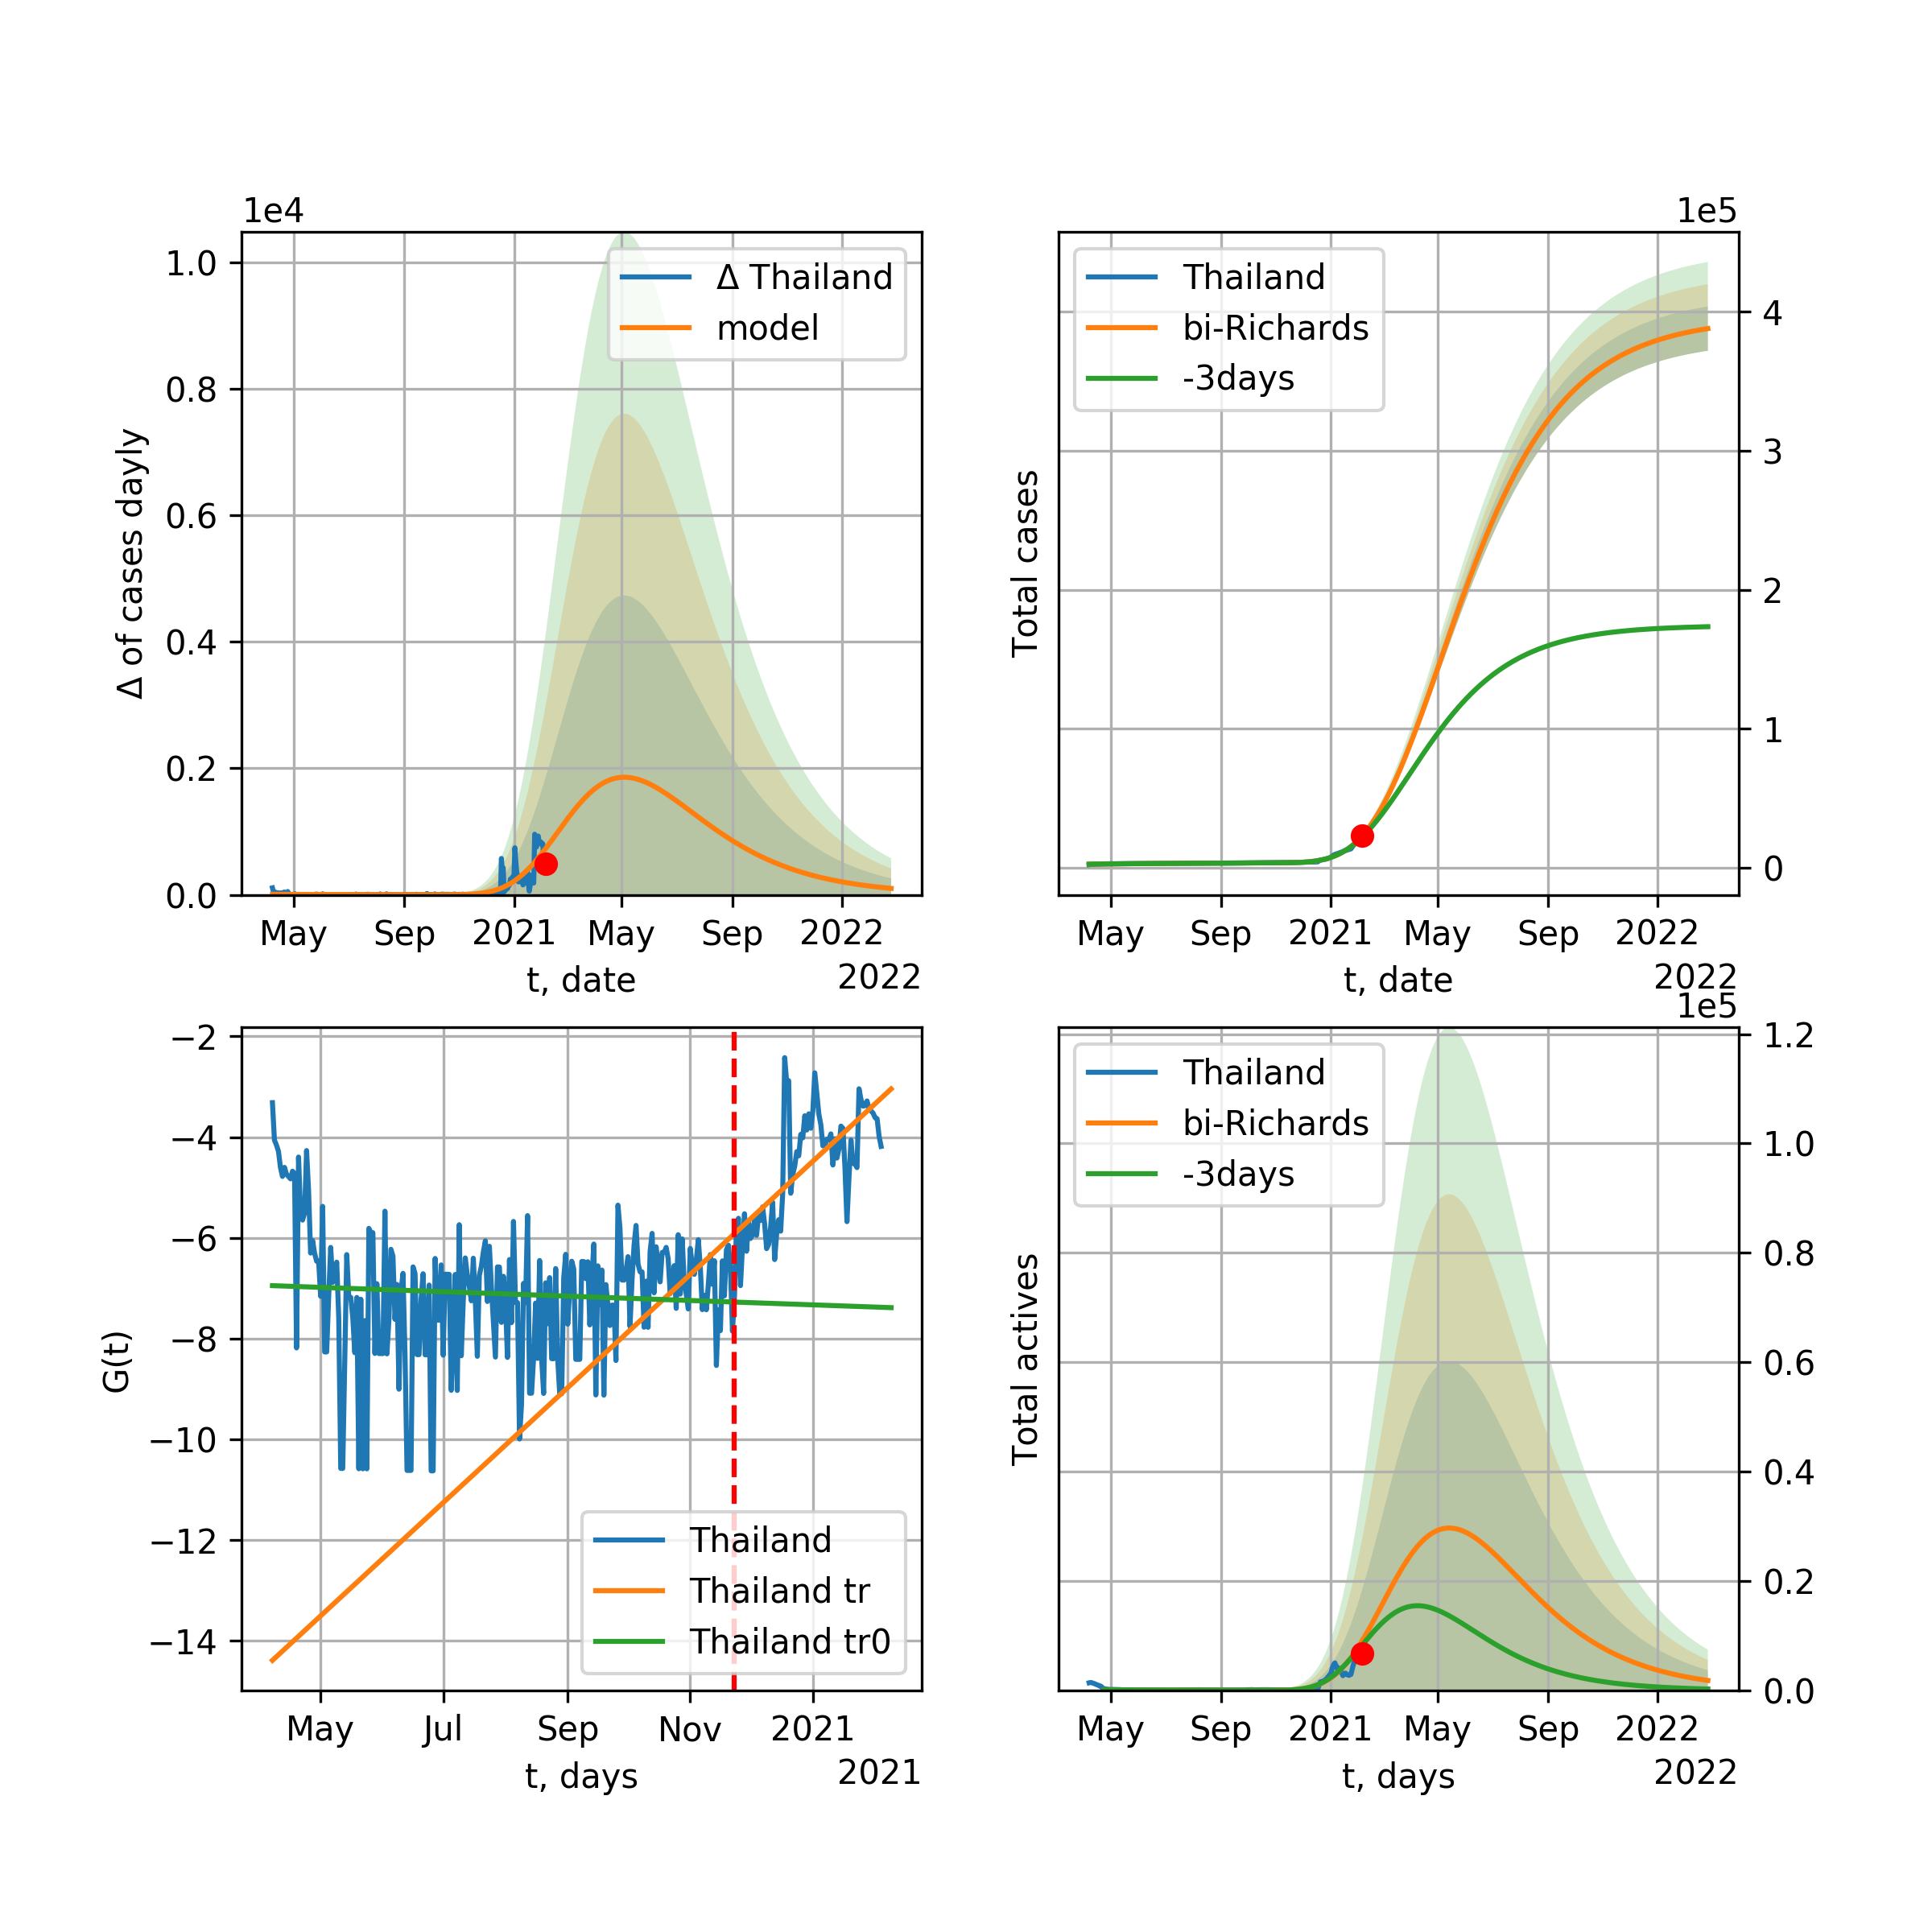 1e4
1.0
0.8
0.6
0.4
0.2
0.0
Δ of cases dayly
Δ Thailand
model
May Sep 2021 May Sep 2022
t, date
2022
1e5
4
3
2
1
0
Total cases
Thailand
bi-Richards
-3days
May Sep 2021 May Sep 2022
t, date
2022
−2
−4
−6
−8
−10
−12
−14
G(t)
Thailand
Thailand tr
Thailand tr0
May Jul Sep Nov 2021
t, days
2021
1e5
1.2
1.0
0.8
0.6
0.4
0.2
0.0
Total actives
Thailand
bi-Richards
-3days
May Sep 2021 May Sep 2022
t, days
2022